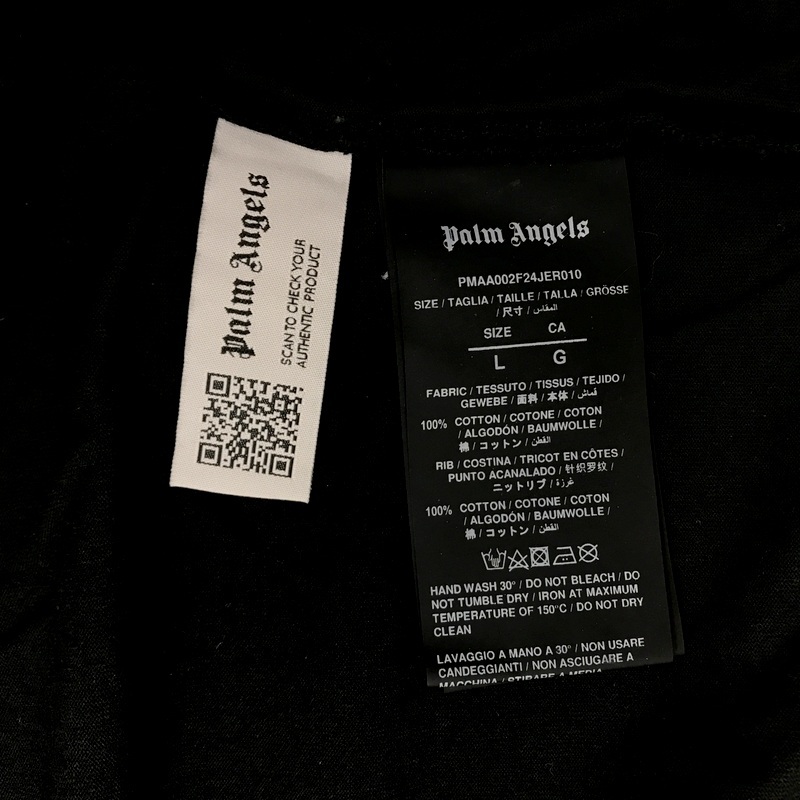 Palm Angels
SCAN TO CHECK YOUR
AUTHENTIC PRODUCT
Palm Angels
PMAA002F24JER010
SIZE / TAGLIA / TAILLE / TALLA / GRÖSSE
/ 尺寸 / المقاس
SIZE CA
L G
FABRIC / TESSUTO / TISSUS / TEJIDO /
GEWEBE / 面料 / 本体 / قماش
100% COTTON / COTONE / COTON
/ ALGODÓN / BAUMWOLLE /
棉 / コットン / القطن
RIB / COSTINA / TRICOT EN CÔTES /
PUNTO ACANALADO / 针织罗纹 /
ニットリブ / غرزة
100% COTTON / COTONE / COTON
/ ALGODÓN / BAUMWOLLE /
棉 / コットン / القطن
HAND WASH 30° / DO NOT BLEACH / DO
NOT TUMBLE DRY / IRON AT MAXIMUM
TEMPERATURE OF 150°C / DO NOT DRY
CLEAN
LAVAGGIO A MANO A 30° / NON USARE
CANDEGGIANTI / NON ASCIUGARE A
MACCHINA / STIRARE A MEDIA